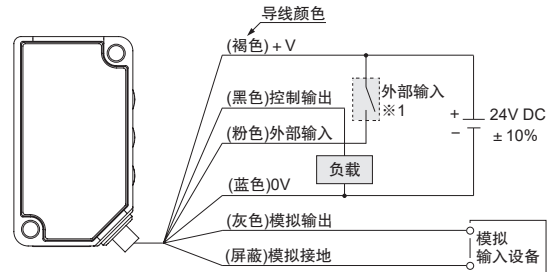 导线颜色
(褐色)+V
(黑色)控制输出
(粉色)外部输入
(蓝色)0V
(灰色)模拟输出
(屏蔽)模拟接地
外部输入
※1
负载
+
−
24V DC
±10%
模拟
输入设备